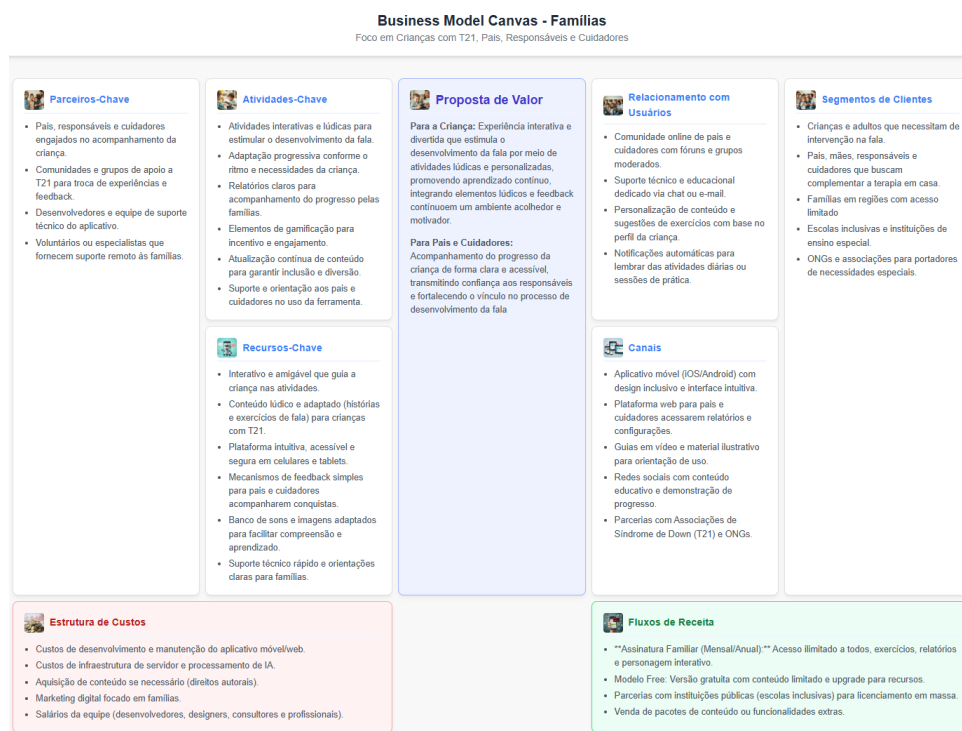 Business Model Canvas - Famílias
Foco em Crianças com T21, Pais, Responsáveis e Cuidadores
Parceiros-Chave
• Pais, responsáveis e cuidadores
engajados no acompanhamento da
criança.
• Comunidades e grupos de apoio a
T21 para troca de experiências e
feedback.
• Desenvolvedores e equipe de suporte
técnico do aplicativo.
• Voluntários ou especialistas que
fornecem suporte remoto às famílias.
Atividades-Chave
• Atividades interativas e lúdicas para
estimular o desenvolvimento da fala.
• Adaptação progressiva conforme o
ritmo e necessidades da criança.
• Relatórios claros para
acompanhamento do progresso pelas
famílias.
• Elementos de gamificação para
incentivo e engajamento.
• Atualização contínua de conteúdo
para garantir inclusão e diversão.
• Suporte e orientação aos pais e
cuidadores no uso da ferramenta.
Recursos-Chave
• Interativo e amigável que guia a
criança nas atividades.
• Conteúdo lúdico e adaptado (histórias
e exercícios de fala) para crianças
com T21.
• Plataforma intuitiva, acessível e
segura em celulares e tablets.
• Mecanismos de feedback simples
para pais e cuidadores
acompanharem conquistas.
• Banco de sons e imagens adaptados
para facilitar compreensão e
aprendizado.
• Suporte técnico rápido e orientações
claras para famílias.
Proposta de Valor
Para a Criança: Experiência interativa e
divertida que estimula o
desenvolvimento da fala por meio de
atividades lúdicas e personalizadas,
promovendo aprendizado contínuo,
integrando elementos lúdicos e feedback
contínuoem um ambiente acolhedor e
motivador.
Para Pais e Cuidadores:
Acompanhamento do progresso da
criança de forma clara e acessível,
transmitindo confiança aos responsáveis
e fortalecendo o vínculo no processo de
desenvolvimento da fala
Relacionamento com
Usuários
• Comunidade online de pais e
cuidadores com fóruns e grupos
moderados.
• Suporte técnico e educacional
dedicado via chat ou e-mail.
• Personalização de conteúdo e
sugestões de exercícios com base no
perfil da criança.
• Notificações automáticas para
lembrar das atividades diárias ou
sessões de prática.
Canais
• Aplicativo móvel (iOS/Android) com
design inclusivo e interface intuitiva.
• Plataforma web para pais e
cuidadores acessarem relatórios e
configurações.
• Guias em vídeo e material ilustrativo
para orientação de uso.
• Redes sociais com conteúdo
educativo e demonstração de
progresso.
• Parcerias com Associações de
Síndrome de Down (T21) e ONGs.
Segmentos de Clientes
• Crianças e adultos que necessitam de
intervenção na fala.
• Pais, mães, responsáveis e
cuidadores que buscam
complementar a terapia em casa.
• Famílias em regiões com acesso
limitado
• Escolas inclusivas e instituições de
ensino especial.
• ONGs e associações para portadores
de necessidades especiais.
Estrutura de Custos
• Custos de desenvolvimento e manutenção do aplicativo móvel/web.
• Custos de infraestrutura de servidor e processamento de IA.
• Aquisição de conteúdo se necessário (direitos autorais).
• Marketing digital focado em famílias.
• Salários da equipe (desenvolvedores, designers, consultores e profissionais).
Fluxos de Receita
• **Assinatura Familiar (Mensal/Anual):** Acesso ilimitado a todos, exercícios, relatórios
e personagem interativo.
• Modelo Free: Versão gratuita com conteúdo limitado e upgrade para recursos.
• Parcerias com instituições públicas (escolas inclusivas) para licenciamento em massa.
• Venda de pacotes de conteúdo ou funcionalidades extras.